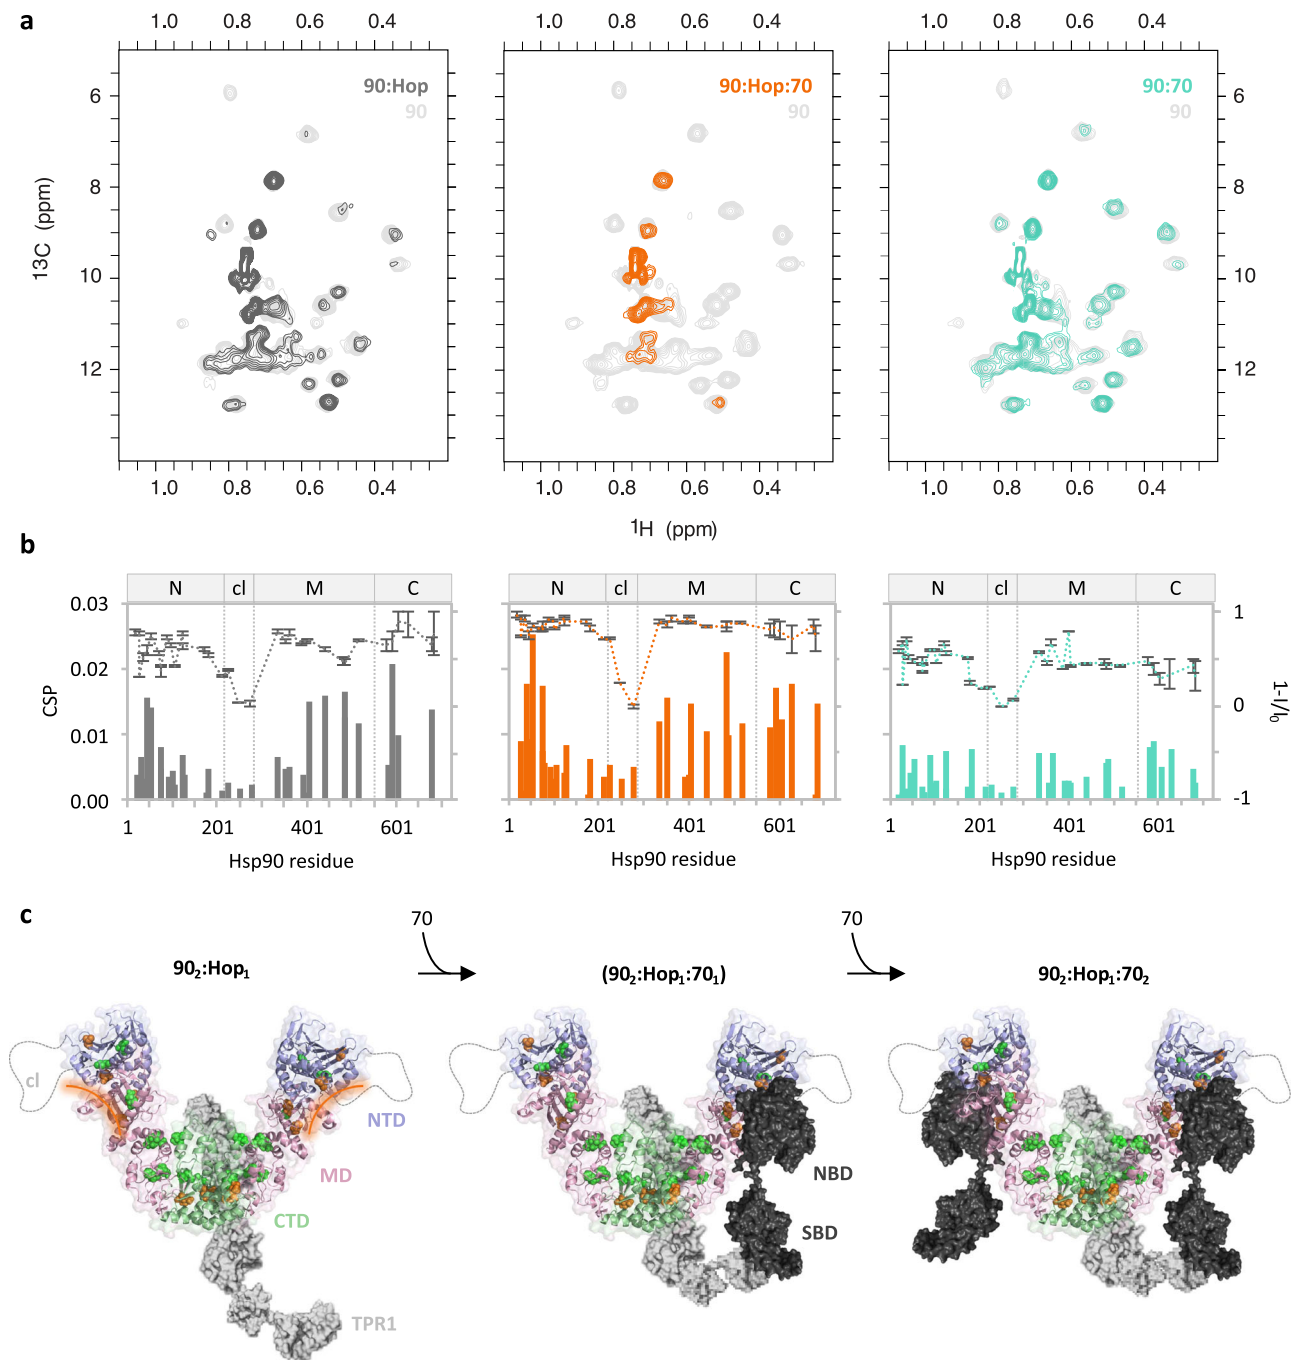 a
1.0 0.8 0.6 0.4
1.0 0.8 0.6 0.4
1.0 0.8 0.6 0.4
90:Hop
90
90:Hop:70
90
90:70
90
6
8
10
12
13C (ppm)
6
8
10
12
1.0 0.8 0.6 0.4
1.0 0.8 0.6 0.4
1.0 0.8 0.6 0.4
1H (ppm)
b
N cl M C
N cl M C
N cl M C
0.03
0.02
0.01
0.00
CSP
1
0
-1
1-I/I0
1 201 401 601
1 201 401 601
1 201 401 601
Hsp90 residue
Hsp90 residue
Hsp90 residue
c
70
70
902:Hop1
(902:Hop1:701)
902:Hop1:702
cl
NTD
MD
CTD
TPR1
NBD
SBD